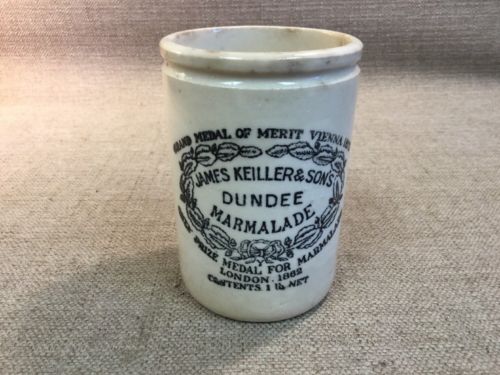 GRAND MEDAL OF MERIT VIENNA
JAMES KEILLER & SONS
DUNDEE
MARMALADE
PRIZE MEDAL FOR MARMALADE
LONDON. 1862
CONTENTS 1 LB NET